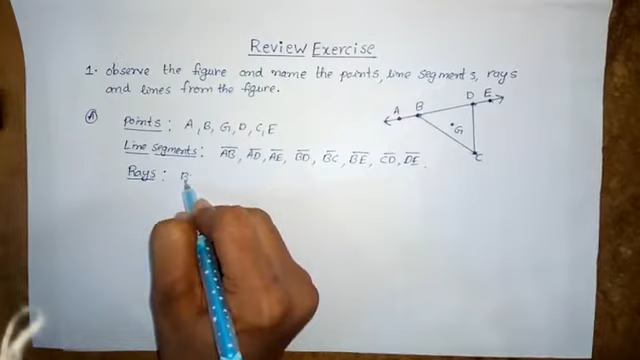 Review Exercise
1. observe the figure and name the points, line segments, rays
and lines from the figure.
A
Points: A, B, G, D, C, E
Line segments: AB, AD, AE, BD, BC, BE, CD, DE.
Rays: B
A B D E
G
C